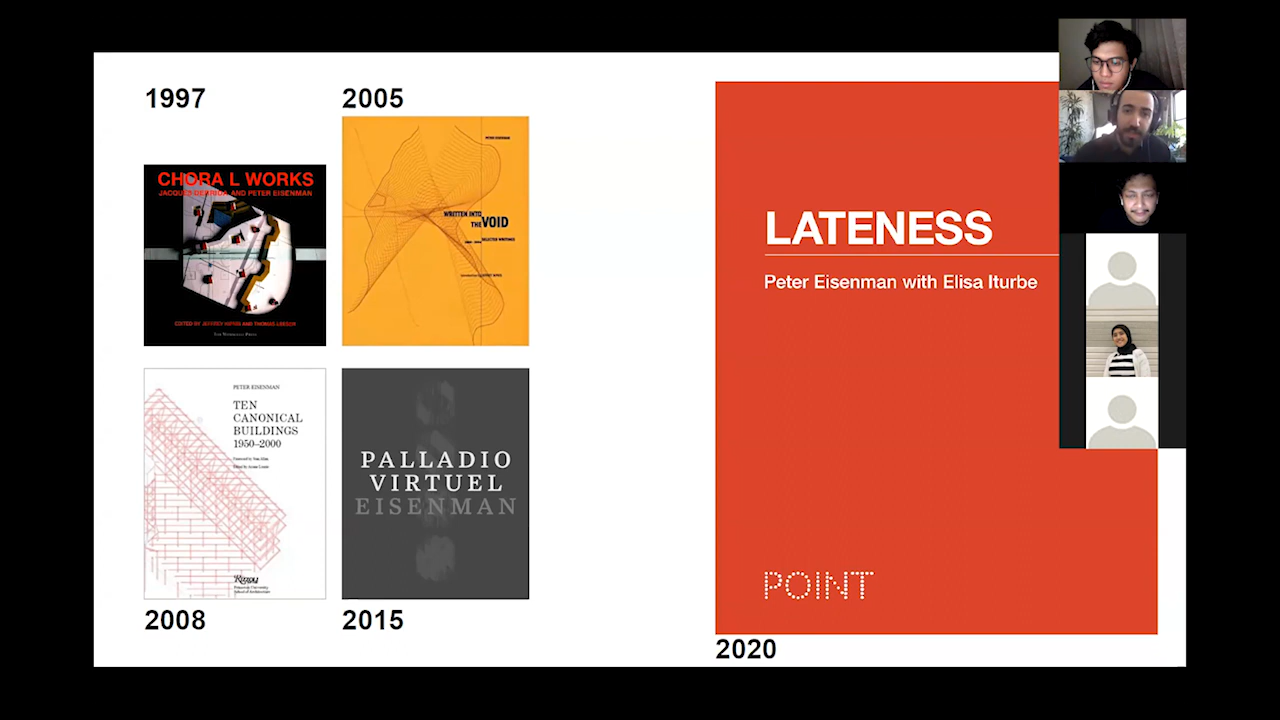 1997
2005
CHORA L WORKS
JACQUES DERRIDA AND PETER EISENMAN
EDITED BY JEFFREY KIPNIS AND THOMAS LEESER
PETER EISENMAN
WRITTEN INTO
THE VOID
SELECTED WRITINGS
PETER EISENMAN
TEN
CANONICAL
BUILDINGS
1950–2000
Rizzoli
PALLADIO
VIRTUEL
EISENMAN
2008
2015
LATENESS
Peter Eisenman with Elisa Iturbe
POINT
2020